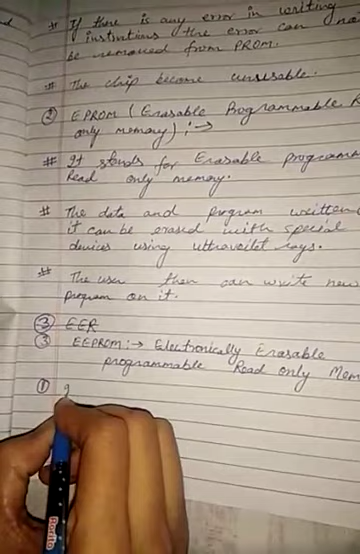 # If there is any error in writing
instructions the error can no
be removed from PROM.
# The chip become unusable.
② EPROM (Erasable Programmable R
only memory) :→
# It stands for Erasable programma
Read only memory.
# The data and program written
it can be erased with special
devices using ultraviolet rays.
# The user then can write new
program on it.
③ EER
③ EEPROM :→ Electronically Erasable
programmable Read only Mem
①
Rorito